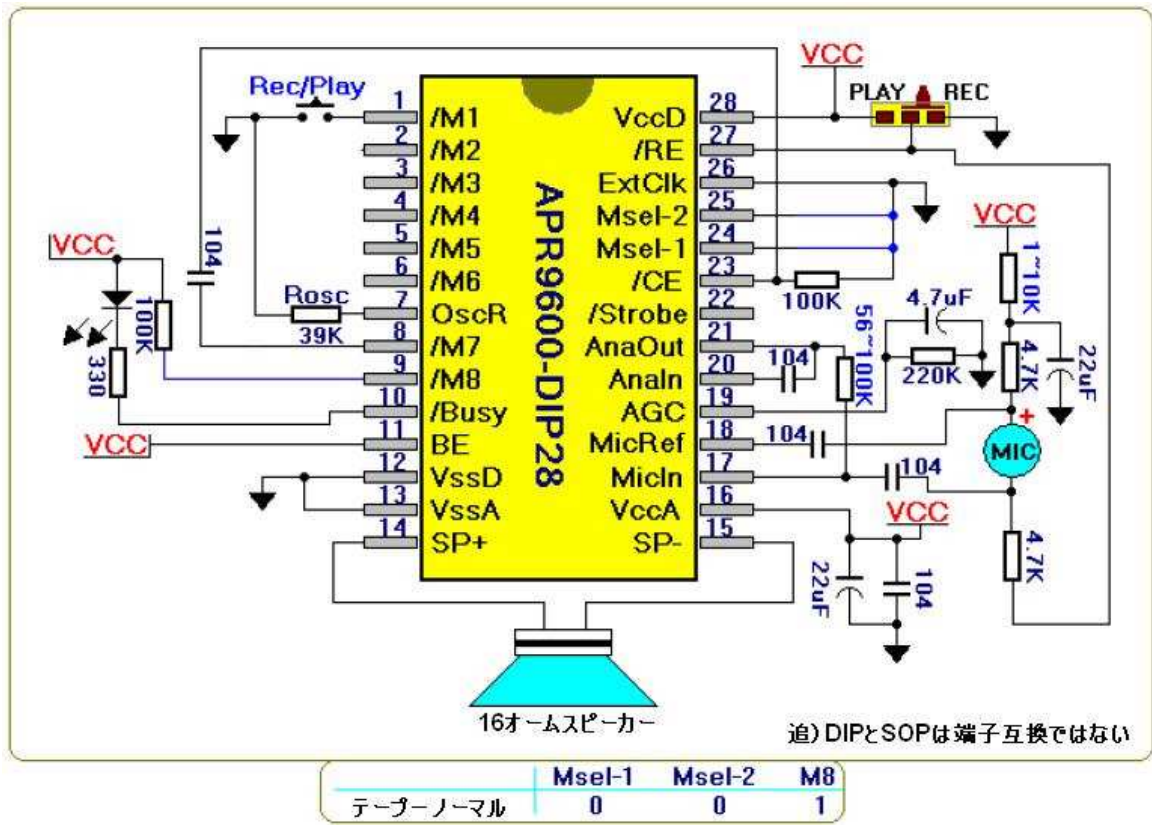 VCC
PLAY REC
Rec/Play
1 /M1
2 /M2
3 /M3
4 /M4
5 /M5
6 /M6
7 OscR
8 /M7
9 /M8
10 /Busy
11 BE
12 VssD
13 VssA
14 SP+
APR9600-DIP28
VccD 28
/RE 27
ExtClk 26
Msel-2 25
Msel-1 24
/CE 23
/Strobe 22
AnaOut 21
AnaIn 20
AGC 19
MicRef 18
MicIn 17
VccA 16
SP- 15
104
VCC
100K
330
Rosc
39K
VCC
100K
56~100K
104
4.7uF
220K
VCC
1~10K
4.7K
22uF
+
MIC
104
104
4.7K
VCC
22uF
104
16オームスピーカー
追) DIPとSOPは端子互換ではない
Msel-1 Msel-2 M8
テープーノーマル 0 0 1